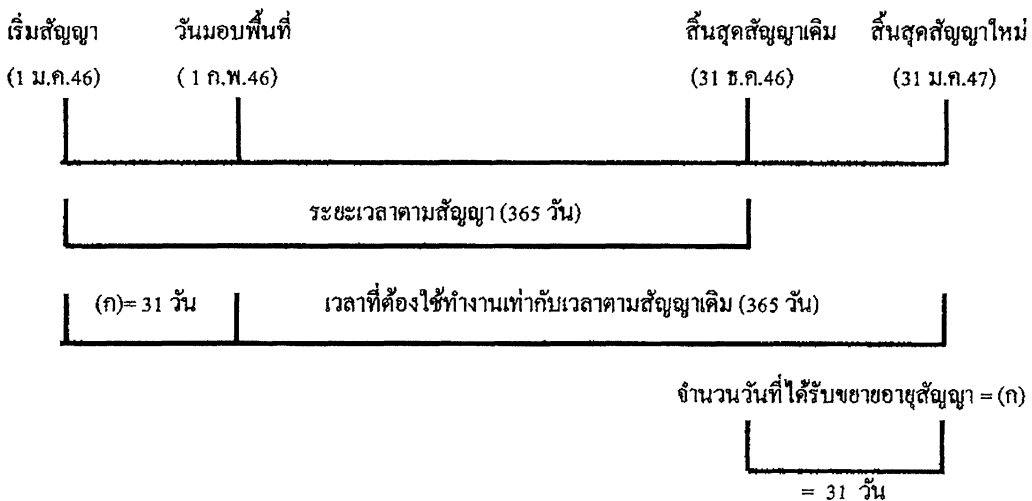 เริ่มสัญญา วันมอบพื้นที่ สิ้นสุดสัญญาเดิม สิ้นสุดสัญญาใหม่
(1 ม.ค.46) ( 1 ก.พ.46) (31 ธ.ค.46) (31 ม.ค.47)
ระยะเวลาตามสัญญา (365 วัน)
(ก)= 31 วัน เวลาที่ต้องใช้ทำงานเท่ากับเวลาตามสัญญาเดิม (365 วัน)
จำนวนวันที่ได้รับขยายอายุสัญญา = (ก)
= 31 วัน